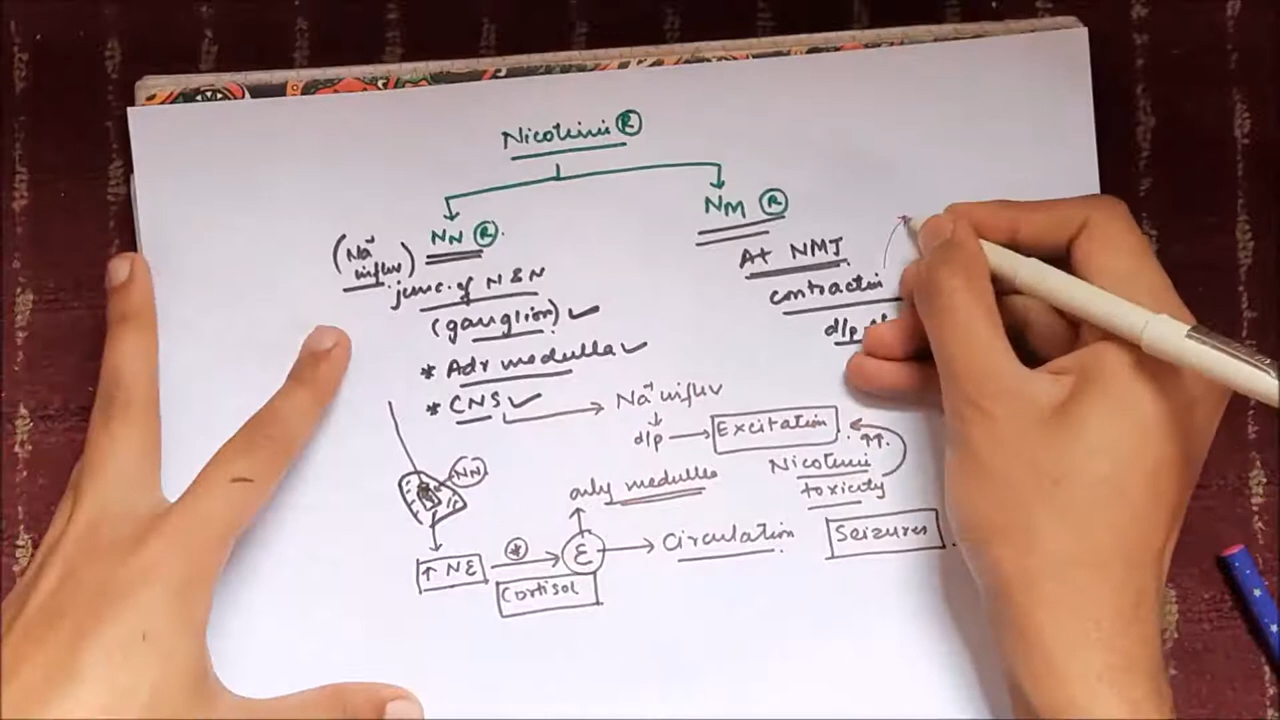 Nicotinic R
NN R.
NM R
(Na+ influx)
junc. of N & N
(ganglion) ✓
* Adr medulla ✓
* CNS ✓
At NMJ
contraction
d/p
Na+ influx
d/p → Excitation.
↑↑.
Nicotinic
toxicity
Seizures.
NN
only medulla
↑ NE
*
Cortisol
E
Circulation.